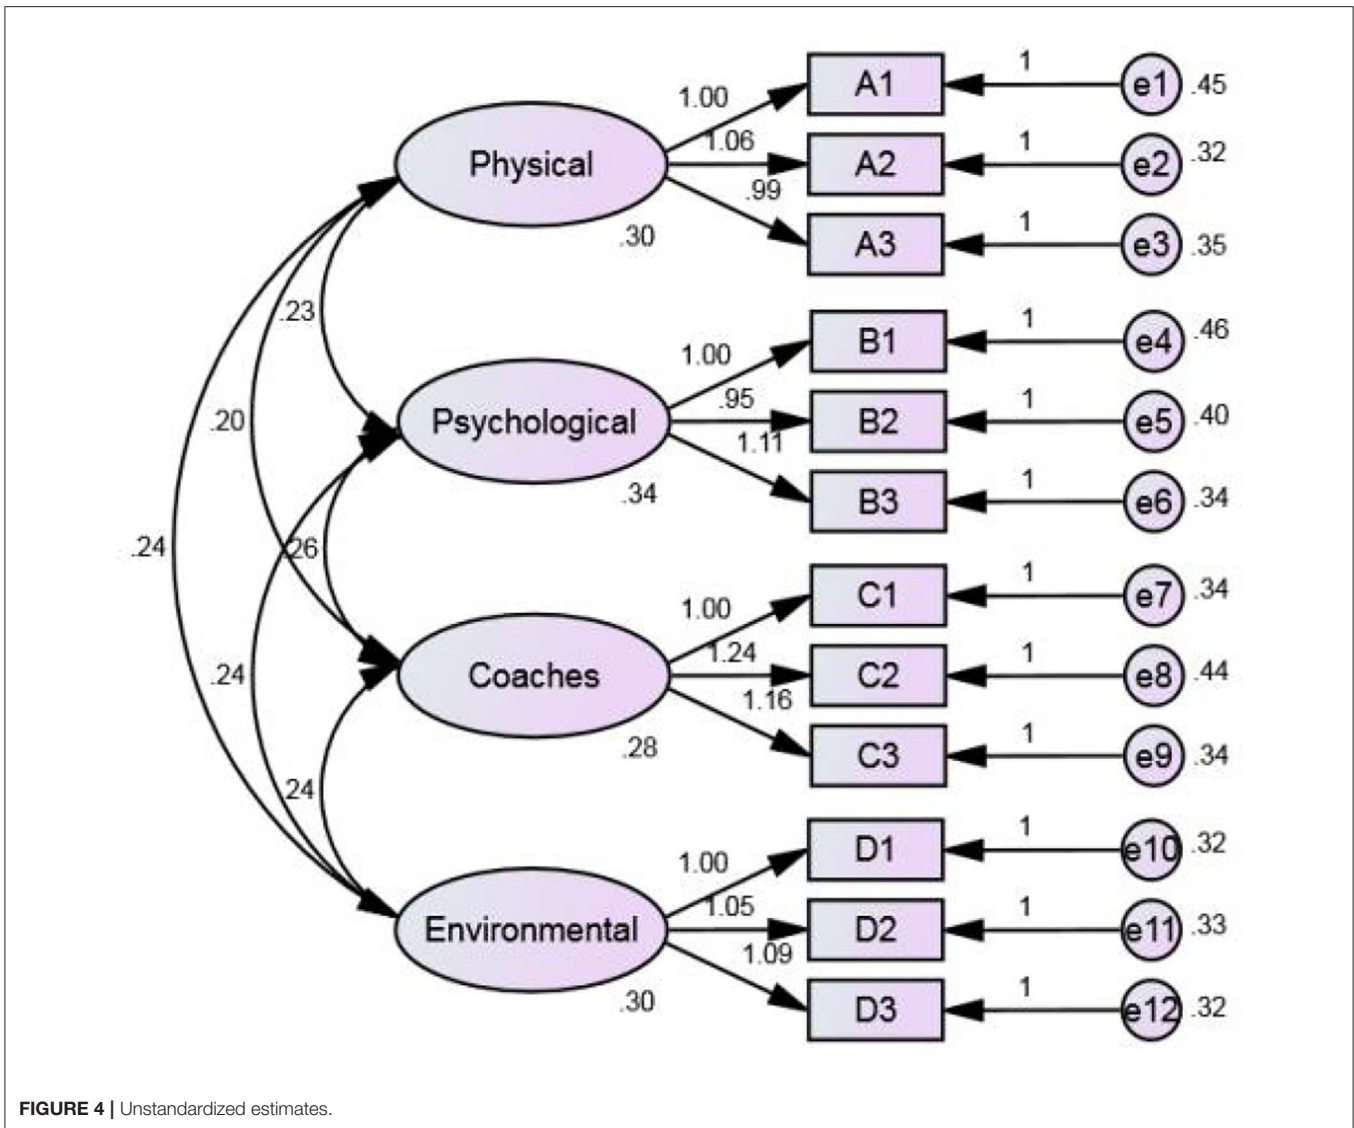 1
1.00
A1
e1
.45
1.06
1
A2
e2
.32
Physical
.99
1
A3
e3
.35
.30
.23
1
1.00
B1
e4
.46
.95
1
.20
Psychological
B2
e5
.40
1.11
1
B3
e6
.34
.34
.24
.26
1
1.00
C1
e7
.34
1.24
1
.24
Coaches
C2
e8
.44
1.16
1
C3
e9
.34
.28
.24
1
1.00
D1
e10
.32
1.05
1
Environmental
D2
e11
.33
1.09
1
D3
e12
.32
.30
FIGURE 4 | Unstandardized estimates.